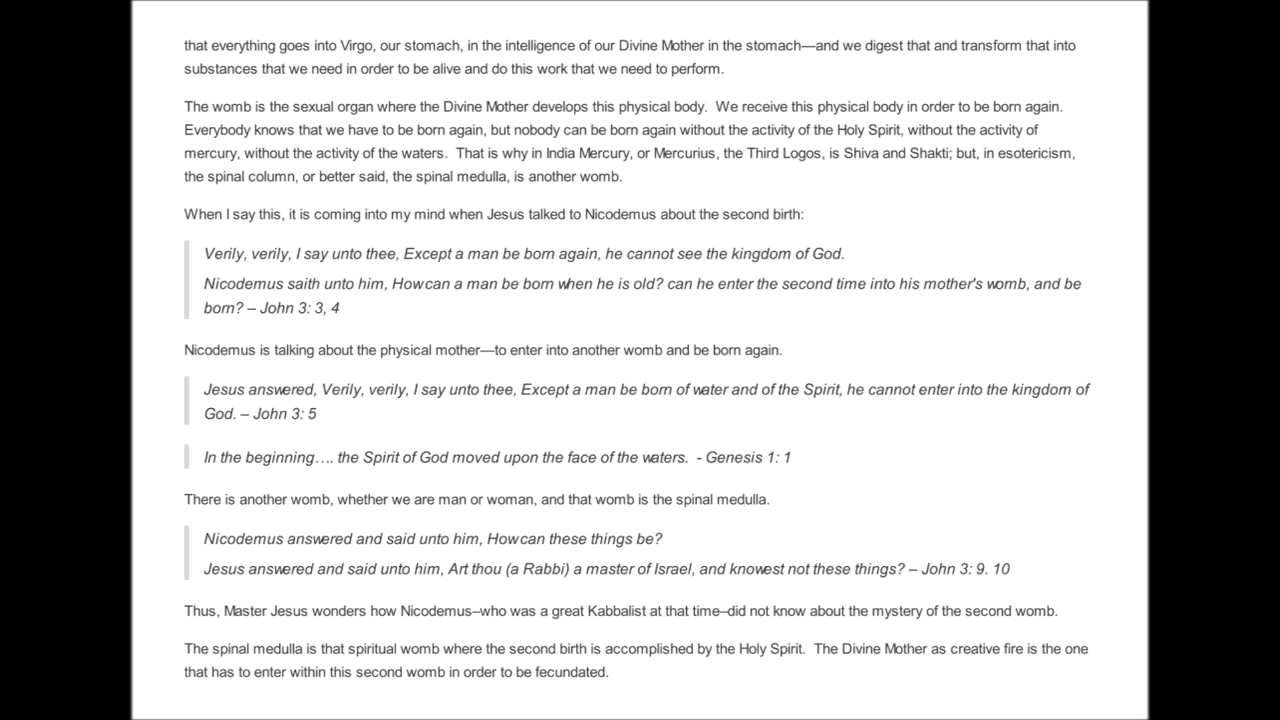 that everything goes into Virgo, our stomach, in the intelligence of our Divine Mother in the stomach—and we digest that and transform that into
substances that we need in order to be alive and do this work that we need to perform.
The womb is the sexual organ where the Divine Mother develops this physical body.  We receive this physical body in order to be born again.
Everybody knows that we have to be born again, but nobody can be born again without the activity of the Holy Spirit, without the activity of
mercury, without the activity of the waters.  That is why in India Mercury, or Mercurius, the Third Logos, is Shiva and Shakti; but, in esotericism,
the spinal column, or better said, the spinal medulla, is another womb.
When I say this, it is coming into my mind when Jesus talked to Nicodemus about the second birth:
Verily, verily, I say unto thee, Except a man be born again, he cannot see the kingdom of God.
Nicodemus saith unto him, How can a man be born when he is old? can he enter the second time into his mother's womb, and be
born? – John 3: 3, 4
Nicodemus is talking about the physical mother—to enter into another womb and be born again.
Jesus answered, Verily, verily, I say unto thee, Except a man be born of water and of the Spirit, he cannot enter into the kingdom of
God. – John 3: 5
In the beginning…. the Spirit of God moved upon the face of the waters.  - Genesis 1: 1
There is another womb, whether we are man or woman, and that womb is the spinal medulla.
Nicodemus answered and said unto him, How can these things be?
Jesus answered and said unto him, Art thou (a Rabbi) a master of Israel, and knowest not these things? – John 3: 9. 10
Thus, Master Jesus wonders how Nicodemus–who was a great Kabbalist at that time–did not know about the mystery of the second womb.
The spinal medulla is that spiritual womb where the second birth is accomplished by the Holy Spirit.  The Divine Mother as creative fire is the one
that has to enter within this second womb in order to be fecundated.